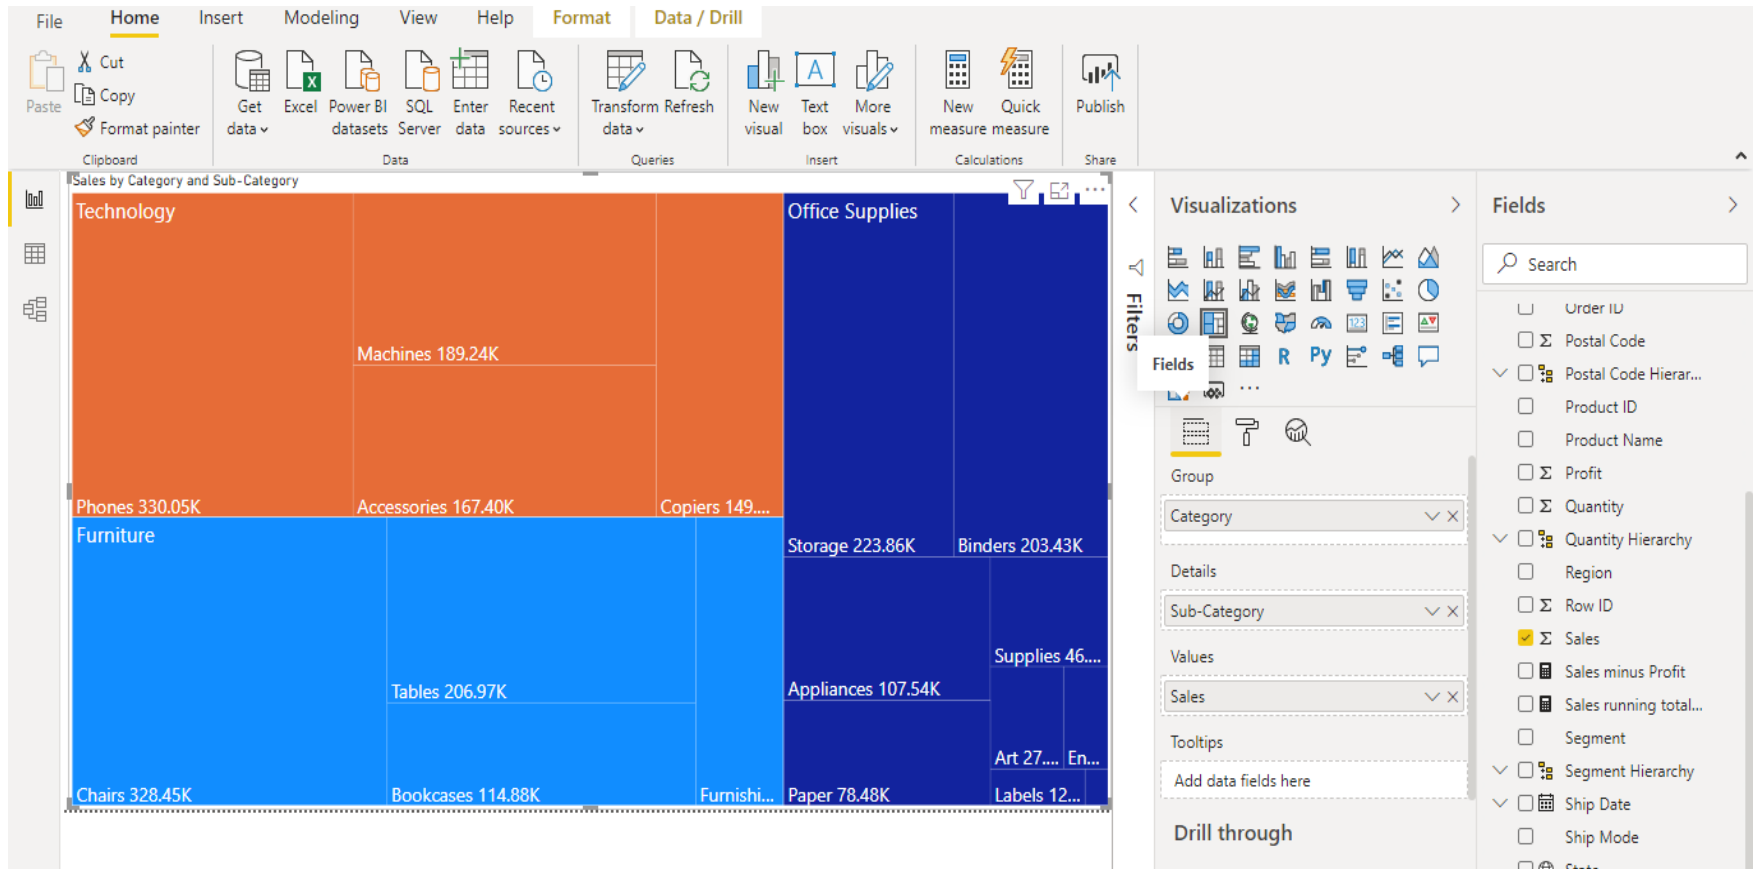 File Home Insert Modeling View Help Format Data / Drill
Paste
Cut
Copy
Format painter
Clipboard
Get data
Excel
Power BI datasets
SQL Server
Enter data
Recent sources
Data
Transform data
Refresh
Queries
New visual
Text box
More visuals
Insert
New measure
Quick measure
Calculations
Publish
Share
Sales by Category and Sub-Category
Technology
Machines 189.24K
Phones 330.05K
Accessories 167.40K
Copiers 149....
Furniture
Tables 206.97K
Chairs 328.45K
Bookcases 114.88K
Furnishi...
Office Supplies
Storage 223.86K
Binders 203.43K
Supplies 46....
Appliances 107.54K
Art 27....
En...
Paper 78.48K
Labels 12...
Filters
Visualizations
R Py
123
Fields
Group
Category
Details
Sub-Category
Values
Sales
Tooltips
Add data fields here
Drill through
Fields
Search
Order ID
Postal Code
Postal Code Hierar...
Product ID
Product Name
Profit
Quantity
Quantity Hierarchy
Region
Row ID
Sales
Sales minus Profit
Sales running total...
Segment
Segment Hierarchy
Ship Date
Ship Mode